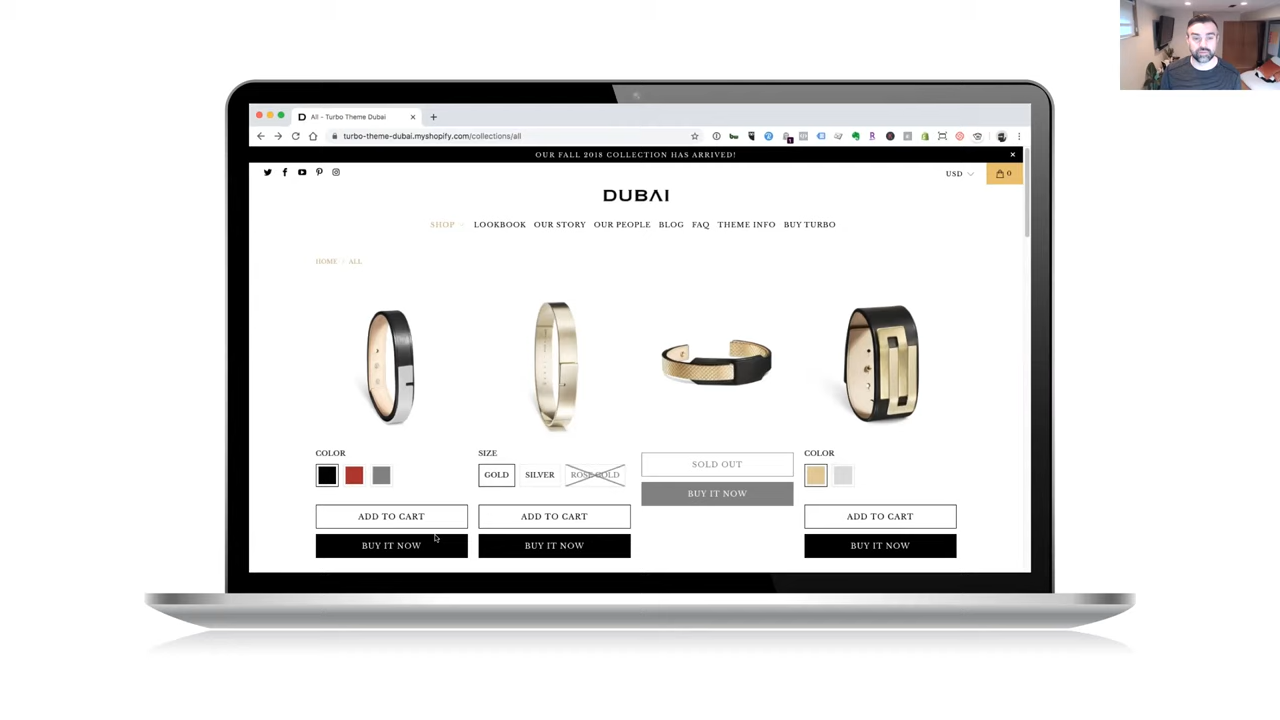 D All - Turbo Theme Dubai
turbo-theme-dubai.myshopify.com/collections/all
OUR FALL 2018 COLLECTION HAS ARRIVED!
USD 0
DUBAI
SHOP LOOKBOOK OUR STORY OUR PEOPLE BLOG FAQ THEME INFO BUY TURBO
HOME / ALL
COLOR
SIZE
GOLD SILVER ROSE GOLD
ADD TO CART
BUY IT NOW
ADD TO CART
BUY IT NOW
SOLD OUT
BUY IT NOW
COLOR
ADD TO CART
BUY IT NOW